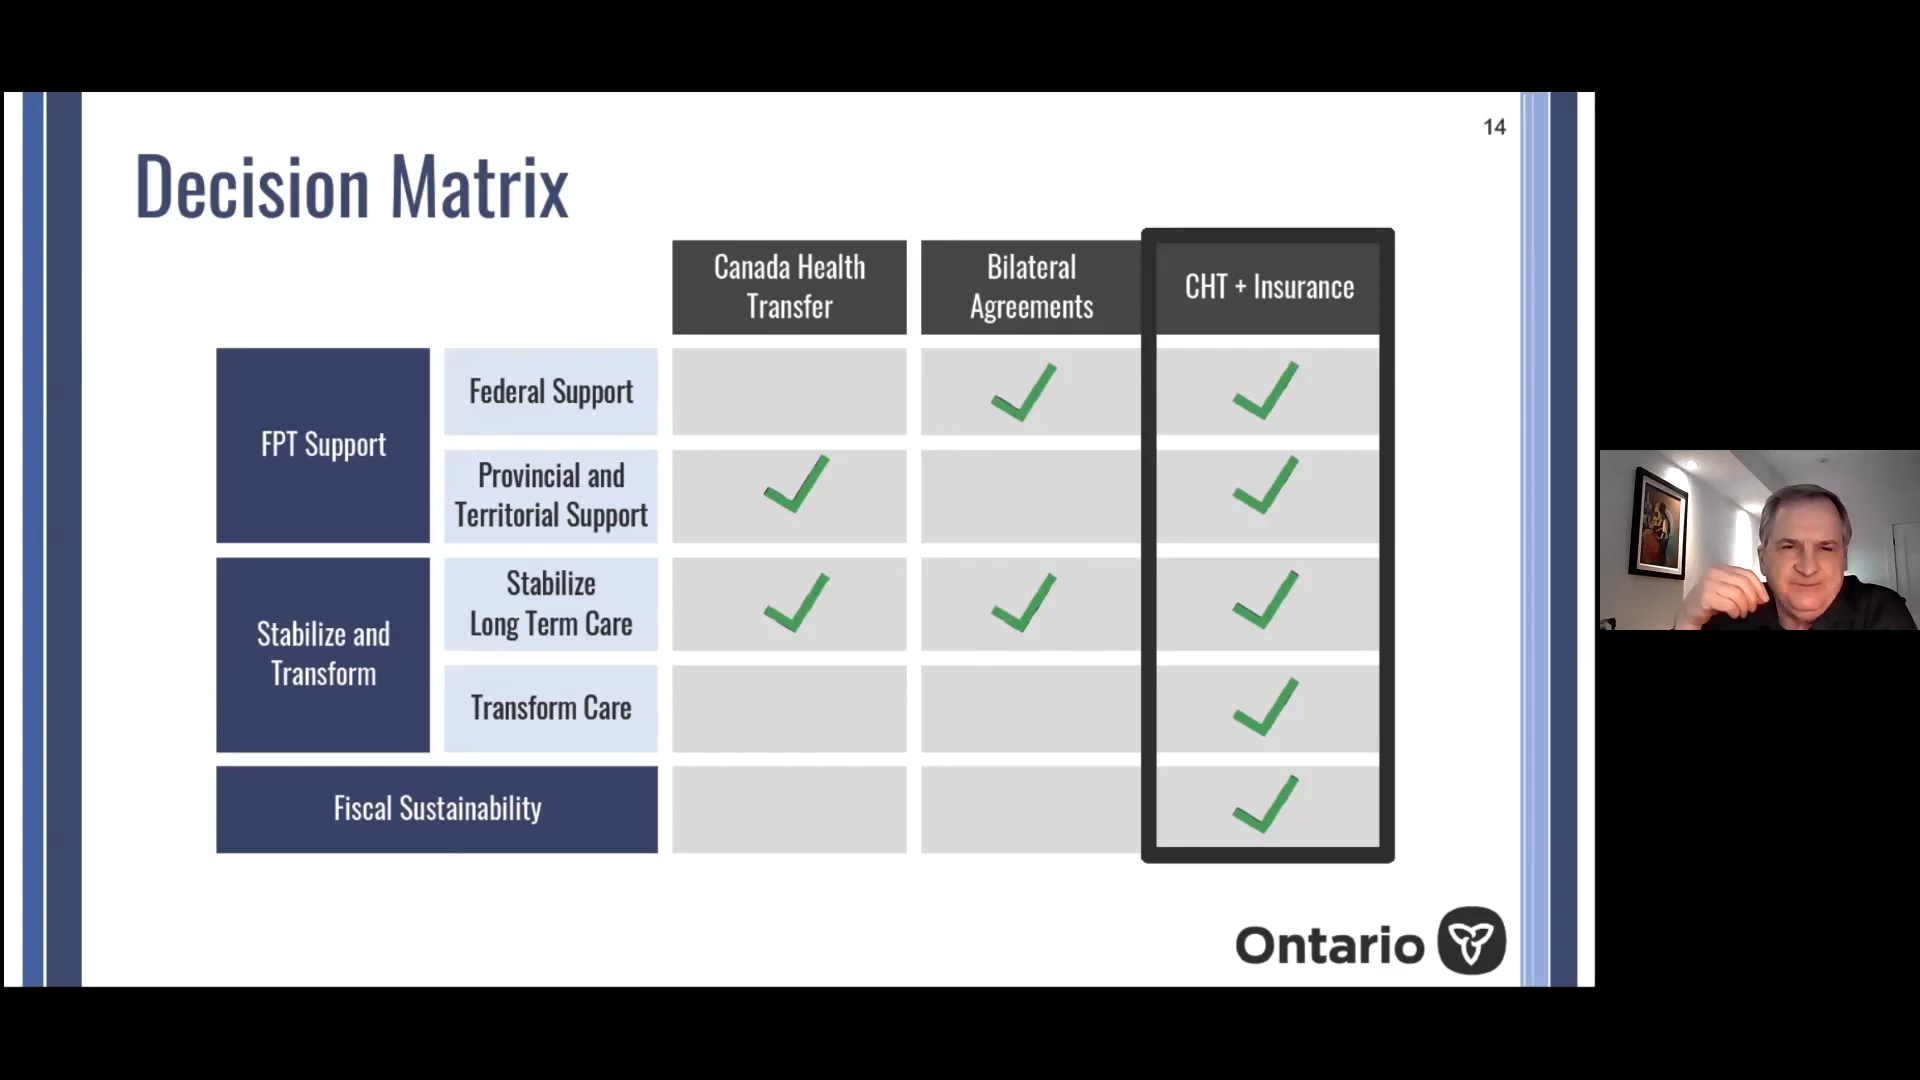 14
Decision Matrix
Canada Health
Transfer
Bilateral
Agreements
CHT + Insurance
FPT Support
Federal Support
Provincial and
Territorial Support
Stabilize and
Transform
Stabilize
Long Term Care
Transform Care
Fiscal Sustainability
Ontario